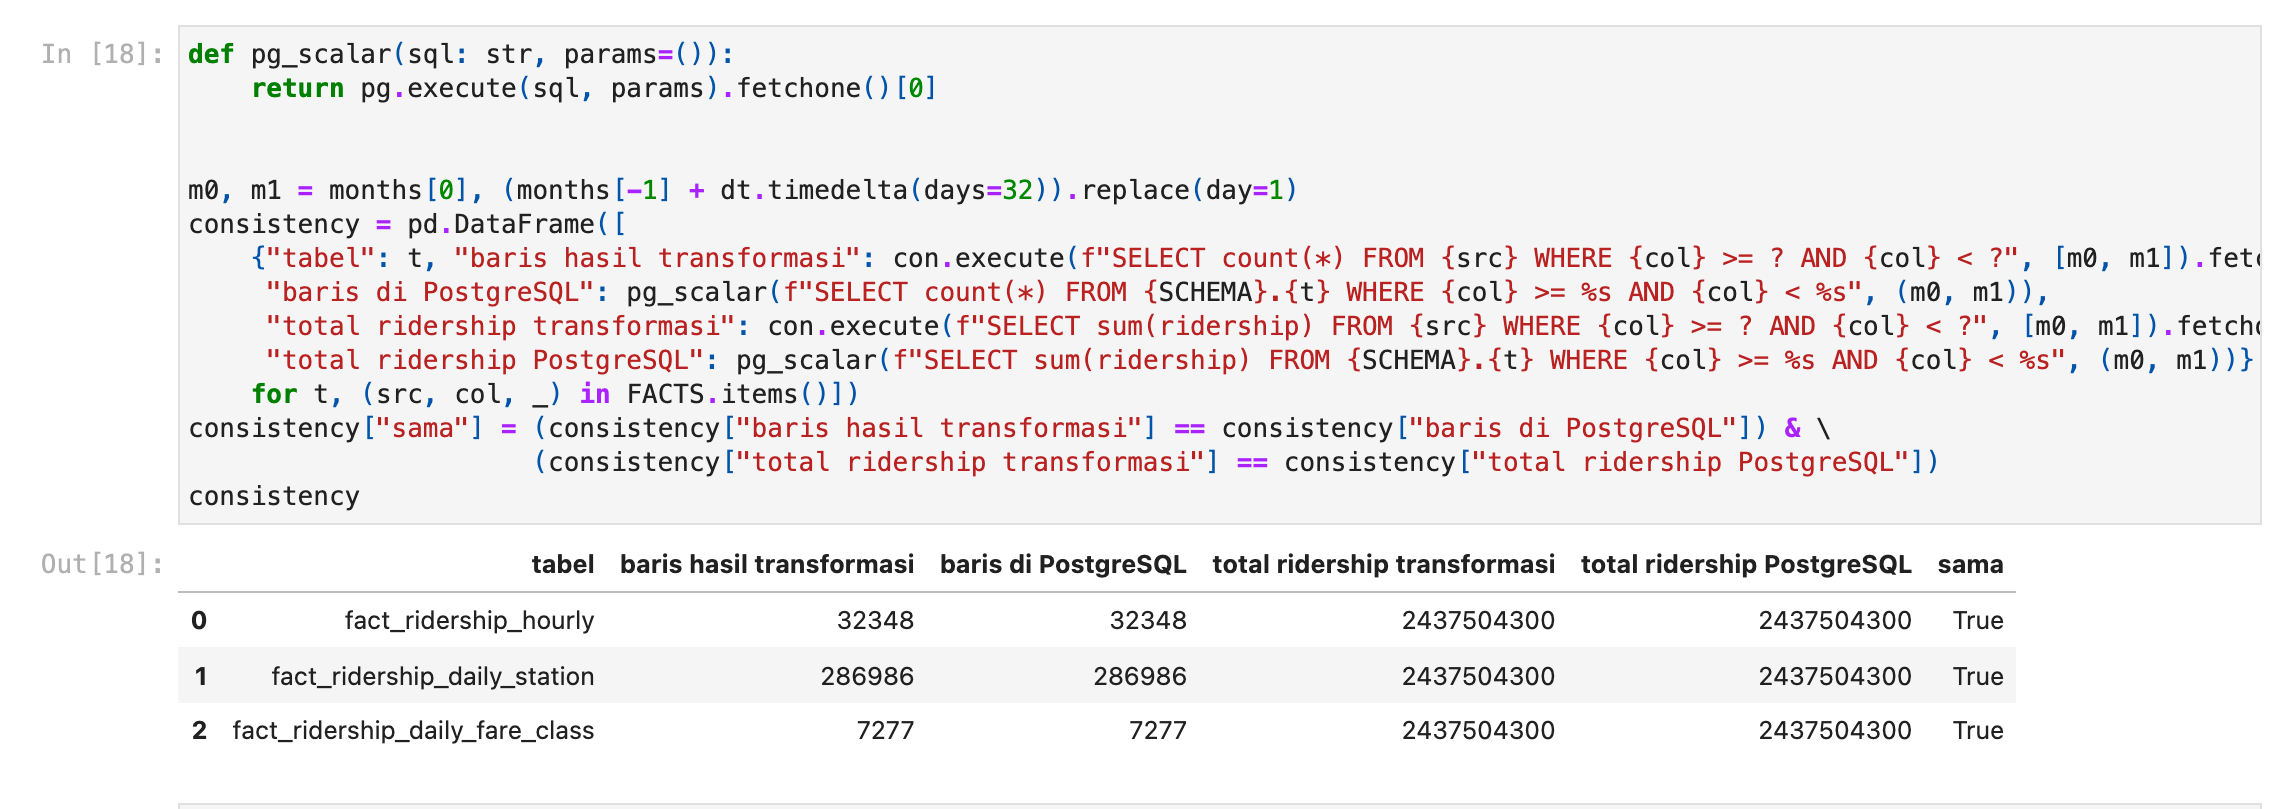 In [18]:
def pg_scalar(sql: str, params=()):
    return pg.execute(sql, params).fetchone()[0]
m0, m1 = months[0], (months[-1] + dt.timedelta(days=32)).replace(day=1)
consistency = pd.DataFrame([
    {"tabel": t, "baris hasil transformasi": con.execute(f"SELECT count(*) FROM {src} WHERE {col} >= ? AND {col} < ?", [m0, m1]).fet
     "baris di PostgreSQL": pg_scalar(f"SELECT count(*) FROM {SCHEMA}.{t} WHERE {col} >= %s AND {col} < %s", (m0, m1)),
     "total ridership transformasi": con.execute(f"SELECT sum(ridership) FROM {src} WHERE {col} >= ? AND {col} < ?", [m0, m1]).fetch
     "total ridership PostgreSQL": pg_scalar(f"SELECT sum(ridership) FROM {SCHEMA}.{t} WHERE {col} >= %s AND {col} < %s", (m0, m1))}
    for t, (src, col, _) in FACTS.items()])
consistency["sama"] = (consistency["baris hasil transformasi"] == consistency["baris di PostgreSQL"]) & \
                      (consistency["total ridership transformasi"] == consistency["total ridership PostgreSQL"])
consistency
Out[18]:
tabel baris hasil transformasi baris di PostgreSQL total ridership transformasi total ridership PostgreSQL sama
0 fact_ridership_hourly 32348 32348 2437504300 2437504300 True
1 fact_ridership_daily_station 286986 286986 2437504300 2437504300 True
2 fact_ridership_daily_fare_class 7277 7277 2437504300 2437504300 True